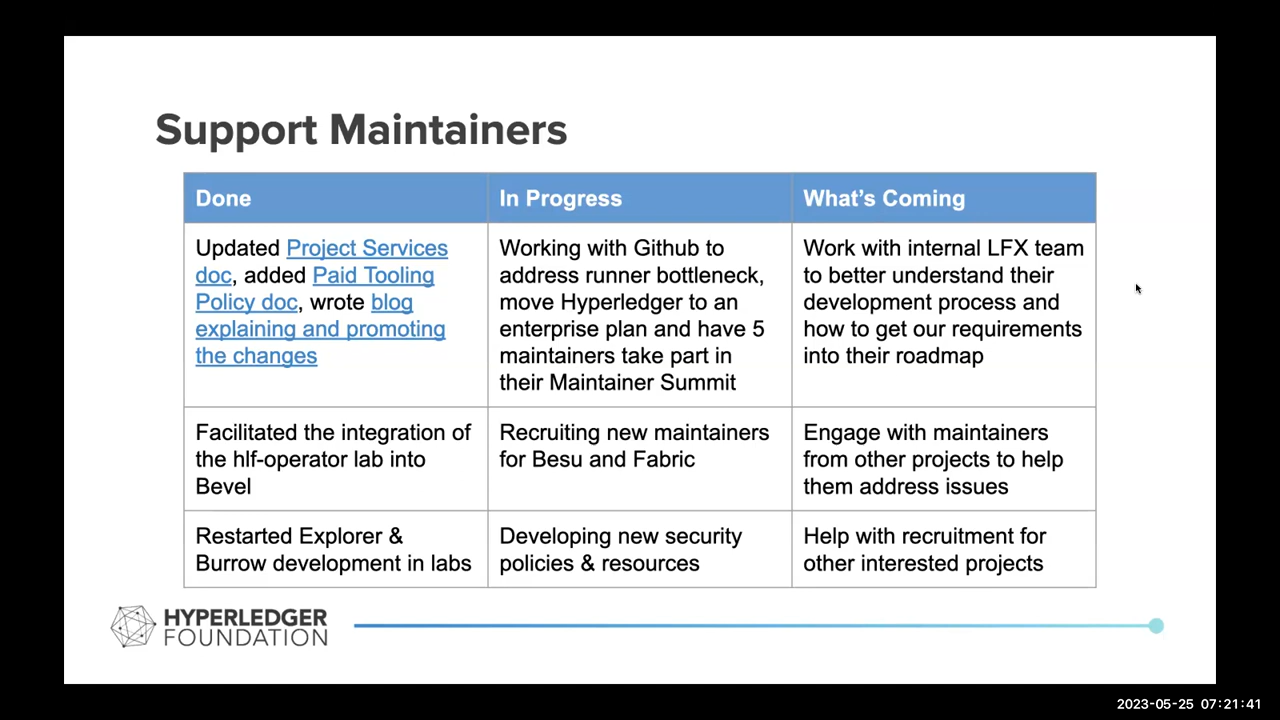 Support Maintainers
Done
In Progress
What's Coming
Updated Project Services
doc, added Paid Tooling
Policy doc, wrote blog
explaining and promoting
the changes
Working with Github to
address runner bottleneck,
move Hyperledger to an
enterprise plan and have 5
maintainers take part in
their Maintainer Summit
Work with internal LFX team
to better understand their
development process and
how to get our requirements
into their roadmap
Facilitated the integration of
the hlf-operator lab into
Bevel
Recruiting new maintainers
for Besu and Fabric
Engage with maintainers
from other projects to help
them address issues
Restarted Explorer &
Burrow development in labs
Developing new security
policies & resources
Help with recruitment for
other interested projects
HYPERLEDGER
FOUNDATION
2023-05-25 07:21:41